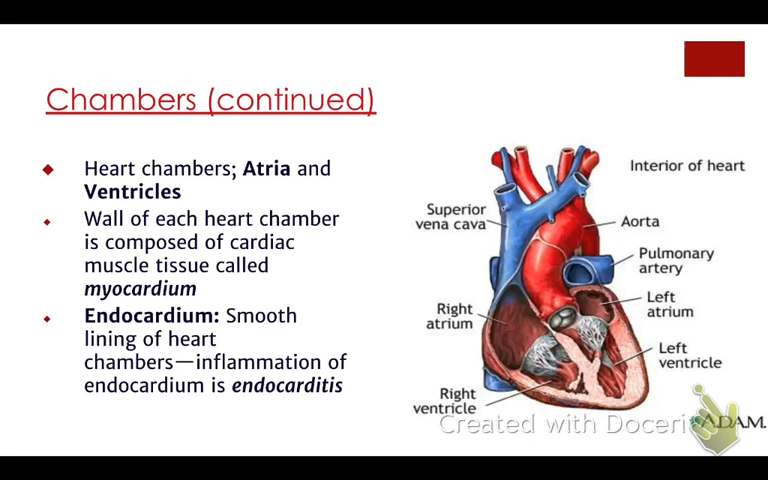 Chambers (continued)
Heart chambers; Atria and
Ventricles
Wall of each heart chamber
is composed of cardiac
muscle tissue called
myocardium
Endocardium: Smooth
lining of heart
chambers—inflammation of
endocardium is endocarditis
Interior of heart
Superior
vena cava
Aorta
Pulmonary
artery
Left
atrium
Right
atrium
Left
ventricle
Right
ventricle
Created with Doceri
A.D.A.M.